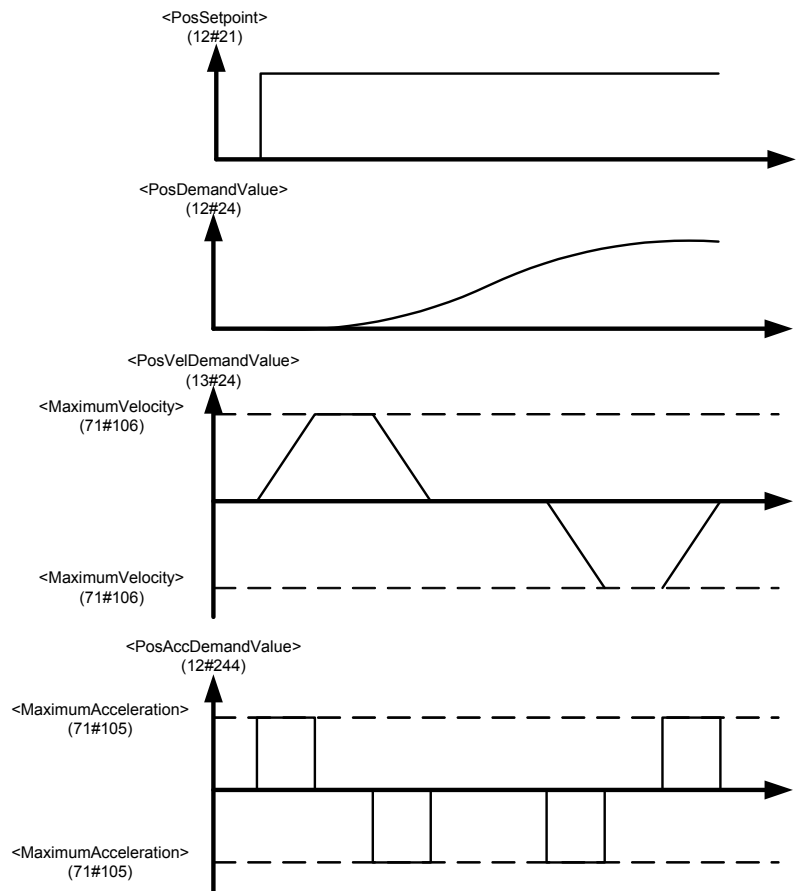 <PosSetpoint>
(12#21)
<PosDemandValue>
(12#24)
<PosVelDemandValue>
(13#24)
<MaximumVelocity>
(71#106)
<MaximumVelocity>
(71#106)
<PosAccDemandValue>
(12#244)
<MaximumAcceleration>
(71#105)
<MaximumAcceleration>
(71#105)